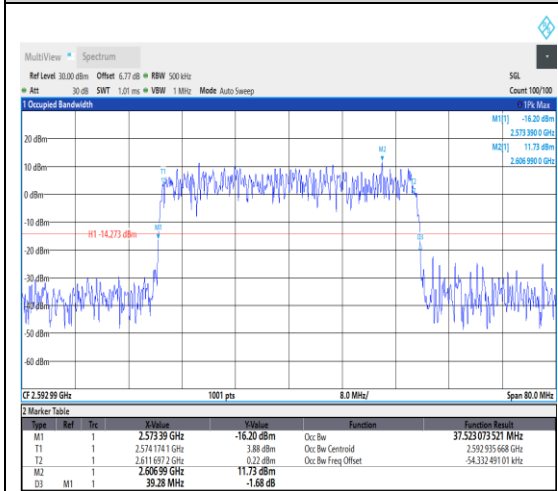 MultiView Spectrum
Ref Level 30.00 dBm Offset 6.77 dB RBW 500 kHz SGL
Att 30 dB SWT 1.01 ms VBW 1 MHz Mode Auto Sweep Count 100/100
1 Occupied Bandwidth 1Pk Max
M1[1] -16.20 dBm
2.573 390 0 GHz
M2[1] 11.73 dBm
2.606 990 0 GHz
20 dBm
M2
T1
10 dBm
T2
0 dBm
-10 dBm
M1
H1 -14.273 dBm
D3
-20 dBm
-30 dBm
-40 dBm
-50 dBm
-60 dBm
CF 2.592 99 GHz 1001 pts 8.0 MHz/ Span 80.0 MHz
2 Marker Table
Type Ref Trc X-Value Y-Value Function Function Result
M1 1 2.573 39 GHz -16.20 dBm Occ Bw 37.523 073 521 MHz
T1 1 2.574 174 1 GHz 3.88 dBm Occ Bw Centroid 2.592 935 668 GHz
T2 1 2.611 697 2 GHz 0.22 dBm Occ Bw Freq Offset -54.332 491 01 kHz
M2 1 2.606 99 GHz 11.73 dBm
D3 M1 1 39.28 MHz -1.68 dB